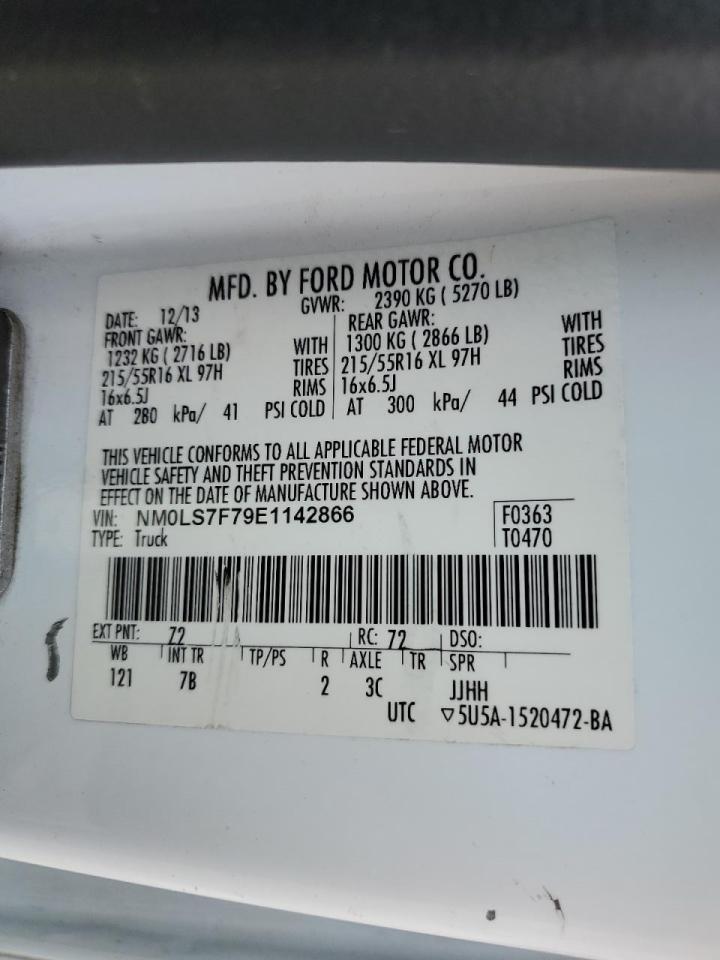 MFD. BY FORD MOTOR CO.
DATE: 12/13 GVWR: 2390 KG ( 5270 LB)
FRONT GAWR: REAR GAWR:
1232 KG ( 2716 LB) WITH 1300 KG ( 2866 LB) WITH
215/55R16 XL 97H TIRES 215/55R16 XL 97H TIRES
16x6.5J RIMS 16x6.5J RIMS
AT 280 kPa/ 41 PSI COLD AT 300 kPa/ 44 PSI COLD
THIS VEHICLE CONFORMS TO ALL APPLICABLE FEDERAL MOTOR
VEHICLE SAFETY AND THEFT PREVENTION STANDARDS IN
EFFECT ON THE DATE OF MANUFACTURE SHOWN ABOVE.
VIN: NM0LS7F79E1142866 F0363
TYPE: Truck T0470
EXT PNT: Z2 RC: 72 DSO:
WB INT TR TP/PS R AXLE TR SPR
121 7B 2 3C JJHH
UTC ▽5U5A-1520472-BA